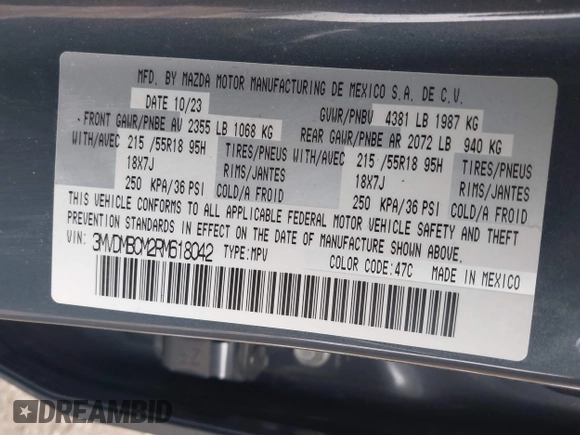 MFD. BY MAZDA MOTOR MANUFACTURING DE MEXICO S.A. DE C.V.
DATE 10/23 GVWR/PNBV 4381 LB 1987 KG
FRONT GAWR/PNBE AV 2355 LB 1068 KG REAR GAWR/PNBE AR 2072 LB 940 KG
WITH/AVEC 215 /55R18 95H TIRES/PNEUS WITH/AVEC 215 /55R18 95H TIRES/PNEUS
18X7J RIMS/JANTES 18X7J RIMS/JANTES
250 KPA/36 PSI COLD/A FROID 250 KPA/36 PSI COLD/A FROID
THIS VEHICLE CONFORMS TO ALL APPLICABLE FEDERAL MOTOR VEHICLE SAFETY AND THEFT
PREVENTION STANDARDS IN EFFECT ON THE DATE OF MANUFACTURE SHOWN ABOVE.
VIN: 3MVDMBCM2RM618042 TYPE:MPV COLOR CODE:47C MADE IN MEXICO
DREAMBID